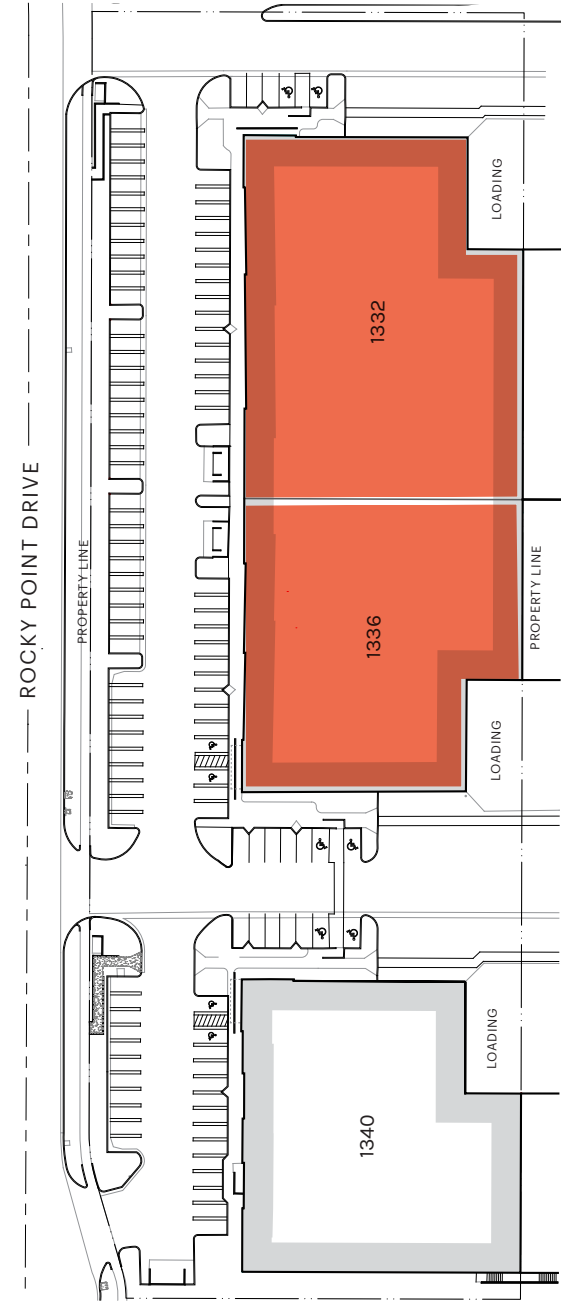 LOADING
1332
ROCKY POINT DRIVE
PROPERTY LINE
PROPERTY LINE
1336
LOADING
LOADING
1340